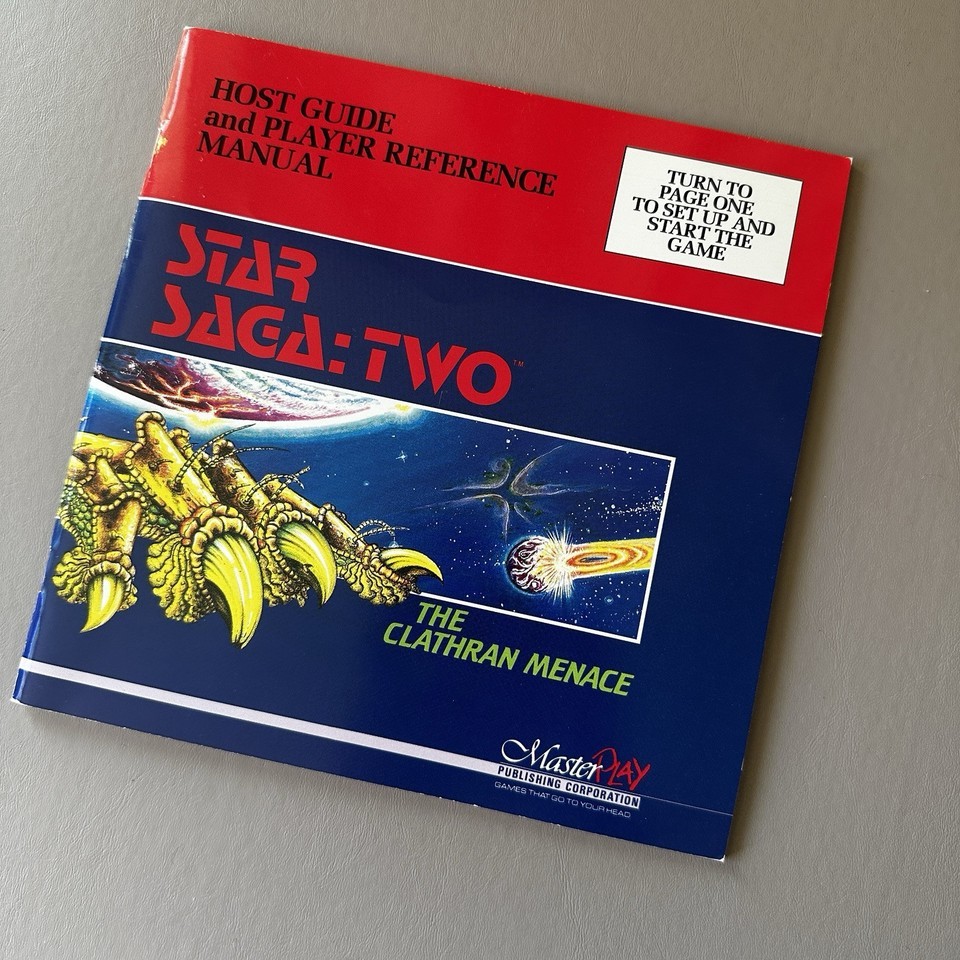 HOST GUIDE
and PLAYER REFERENCE
MANUAL
TURN TO
PAGE ONE
TO SET UP AND
START THE
GAME
STAR
SAGA: TWO™
THE
CLATHRAN MENACE
MasterPLAY
PUBLISHING CORPORATION
GAMES THAT GO TO YOUR HEAD